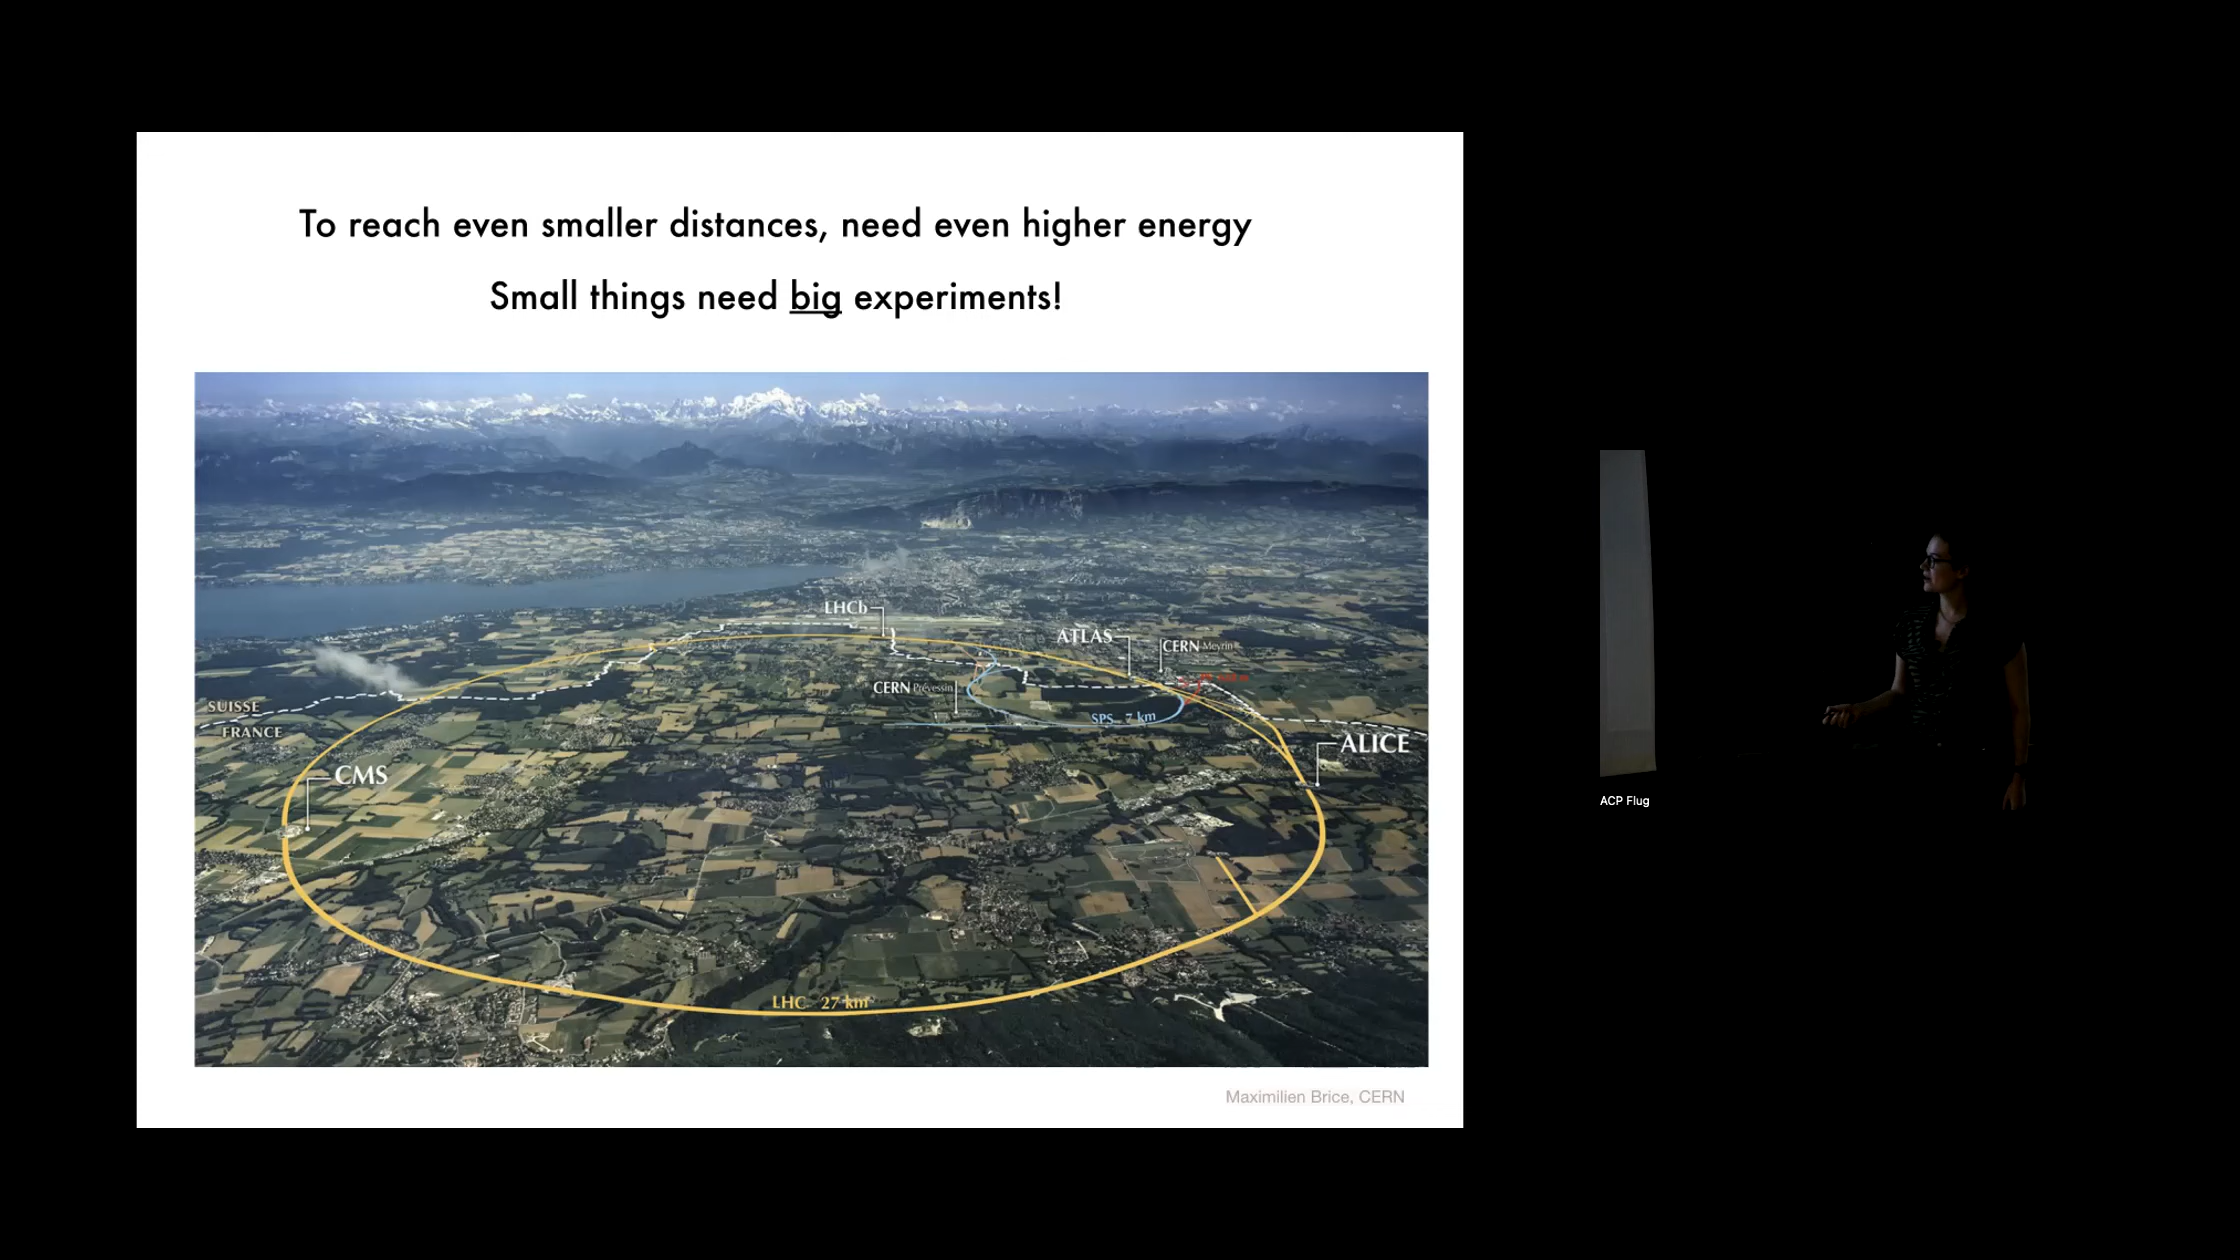 To reach even smaller distances, need even higher energy
Small things need big experiments!
LHCb
ATLAS
CERN Meyrin
CERN Prévessin
SUISSE
FRANCE
SPS 7 km
ALICE
CMS
LHC 27 km
Maximilien Brice, CERN
ACP Flug